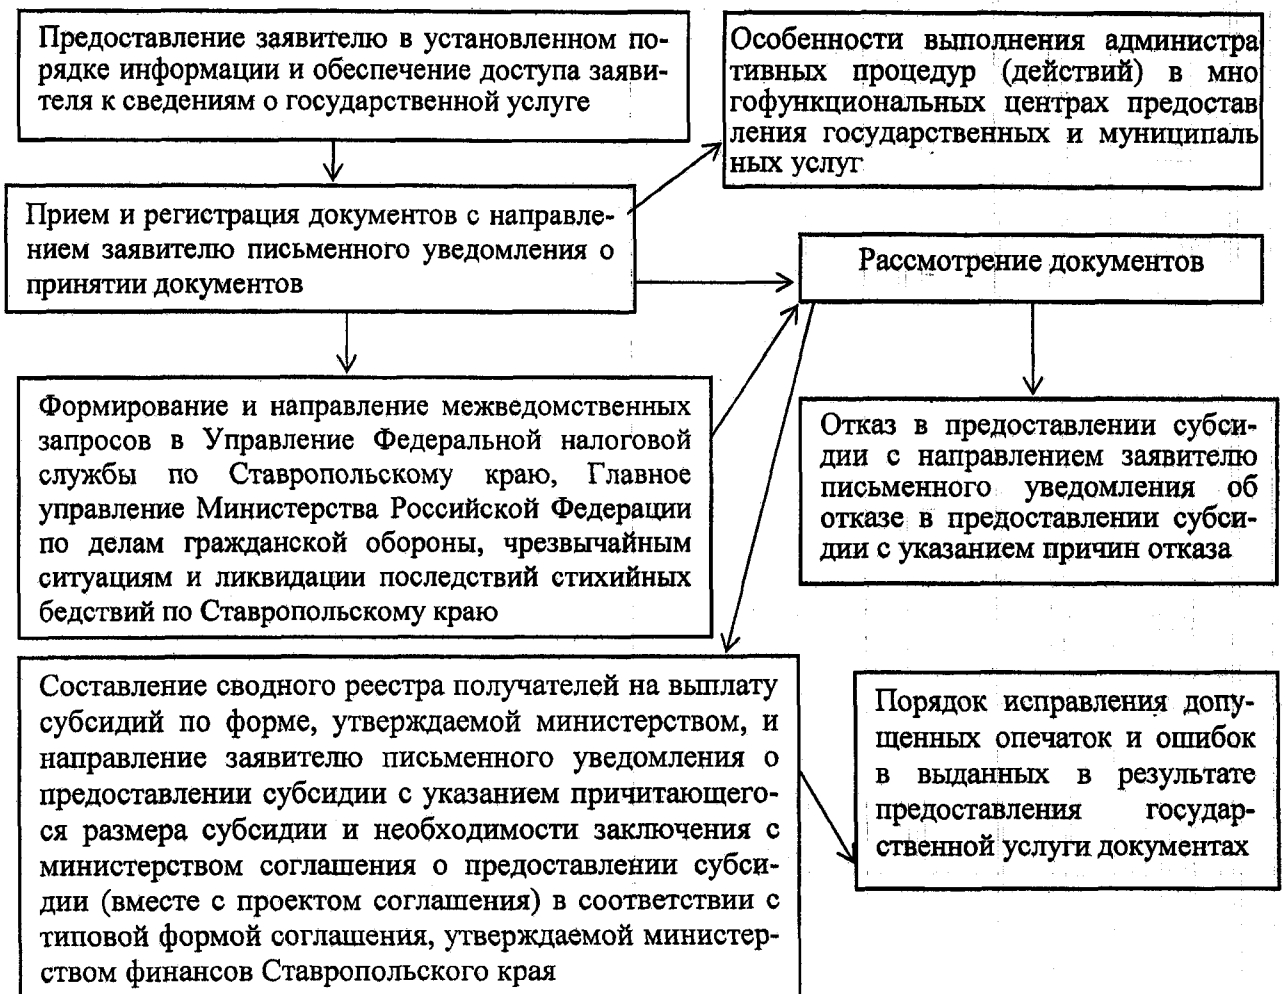 Предоставление заявителю в установленном по-
рядке информации и обеспечение доступа заяви-
теля к сведениям о государственной услуге
Особенности выполнения администра
тивных процедур (действий) в мно
гофункциональных центрах предостав
ления государственных и муниципаль
ных услуг
Прием и регистрация документов с направле-
нием заявителю письменного уведомления о
принятии документов
Рассмотрение документов
Формирование и направление межведомственных
запросов в Управление Федеральной налоговой
службы по Ставропольскому краю, Главное
управление Министерства Российской Федерации
по делам гражданской обороны, чрезвычайным
ситуациям и ликвидации последствий стихийных
бедствий по Ставропольскому краю
Отказ в предоставлении субси-
дии с направлением заявителю
письменного уведомления об
отказе в предоставлении субси-
дии с указанием причин отказа
Составление сводного реестра получателей на выплату
субсидий по форме, утверждаемой министерством, и
направление заявителю письменного уведомления о
предоставлении субсидии с указанием причитающего-
ся размера субсидии и необходимости заключения с
министерством соглашения о предоставлении субси-
дии (вместе с проектом соглашения) в соответствии с
типовой формой соглашения, утверждаемой министер-
ством финансов Ставропольского края
Порядок исправления допу-
щенных опечаток и ошибок
в выданных в результате
предоставления государ-
ственной услуги документах